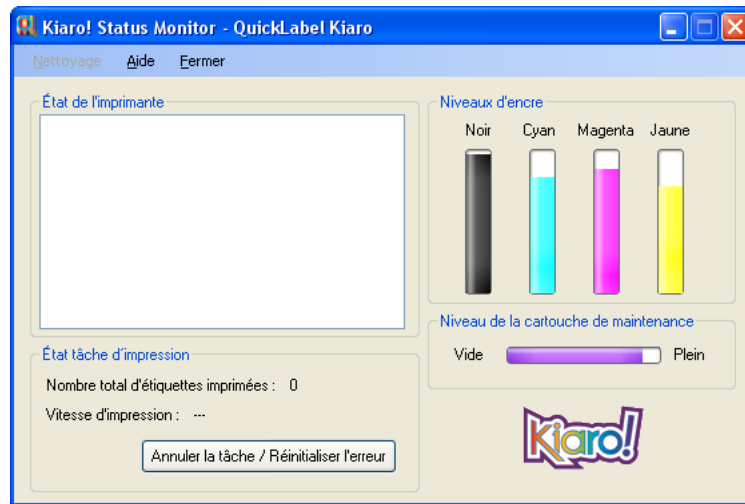 Kiaro! Status Monitor - QuickLabel Kiaro
Nettoyage Aide Fermer
État de l'imprimante
Niveaux d'encre
Noir Cyan Magenta Jaune
Niveau de la cartouche de maintenance
Vide Plein
État tâche d´impression
Nombre total d'étiquettes imprimées : 0
Vitesse d'impression : ---
Annuler la tâche / Réinitialiser l'erreur
Kiaro!